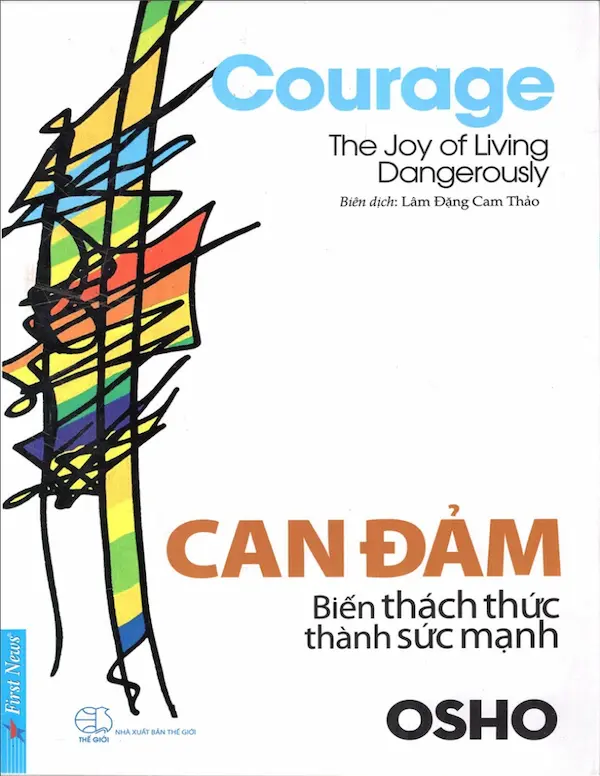 Courage
The Joy of Living
Dangerously
Biên dịch: Lâm Đặng Cam Thảo
CAN ĐẢM
Biến thách thức
thành sức mạnh
OSHO
First News®
THẾ GIỚI
NHÀ XUẤT BẢN THẾ GIỚI